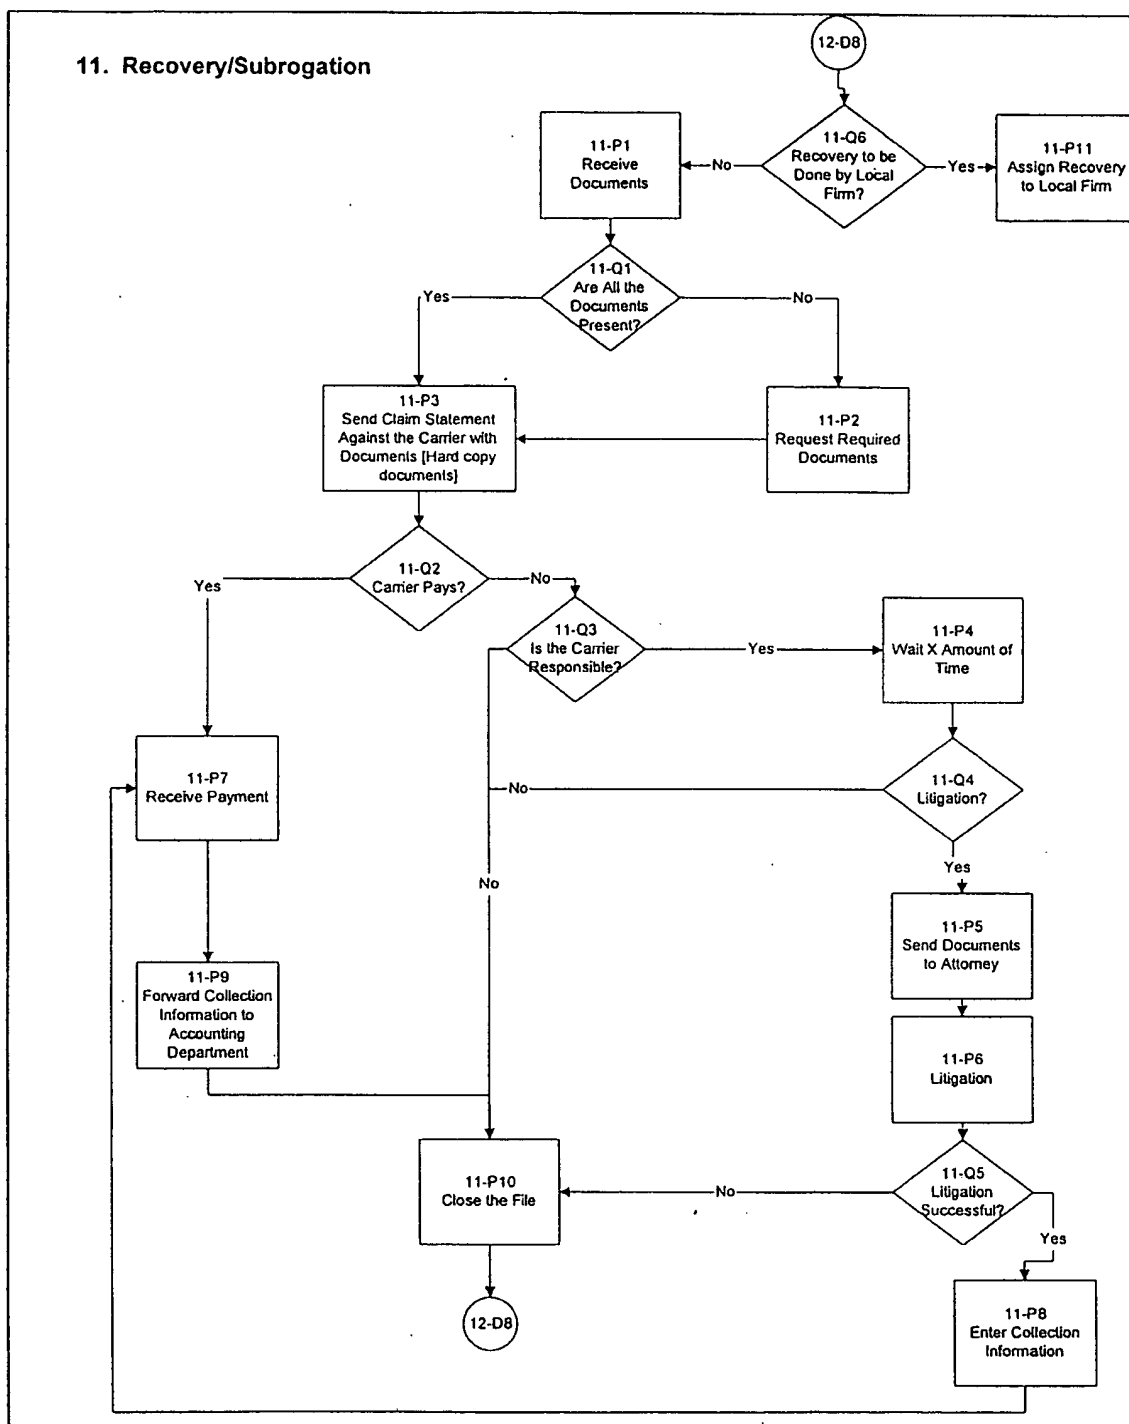 12-D8
11. Recovery/Subrogation
11-P1
Receive
Documents
No
11-Q6
Recovery to be
Done by Local
Firm?
Yes
11-P11
Assign Recovery
to Local Firm
11-Q1
Are All the
Documents
Present?
Yes
No
11-P3
Send Claim Statement
Against the Carrier with
Documents [Hard copy
documents]
11-P2
Request Required
Documents
11-Q2
Carrier Pays?
Yes
No
11-Q3
Is the Carrier
Responsible?
Yes
11-P4
Wait X Amount of
Time
11-P7
Receive Payment
No
11-Q4
Litigation?
Yes
No
11-P5
Send Documents
to Attorney
11-P9
Forward Collection
Information to
Accounting
Department
11-P6
Litigation
11-P10
Close the File
No
11-Q5
Litigation
Successful?
Yes
12-D8
11-P8
Enter Collection
Information